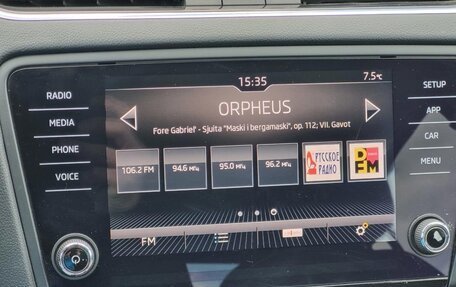 15:35
7.5°C
ORPHEUS
Fore Gabriel' - Sjuita "Maski i bergamaski", op. 112; VII. Gavot
RADIO
MEDIA
PHONE
VOICE
106.2 FM
94.6 МГц
95.0 МГц
96.2 МГц
РУССКОЕ
РАДИО
FM
SETUP
APP
CAR
MENU
FM